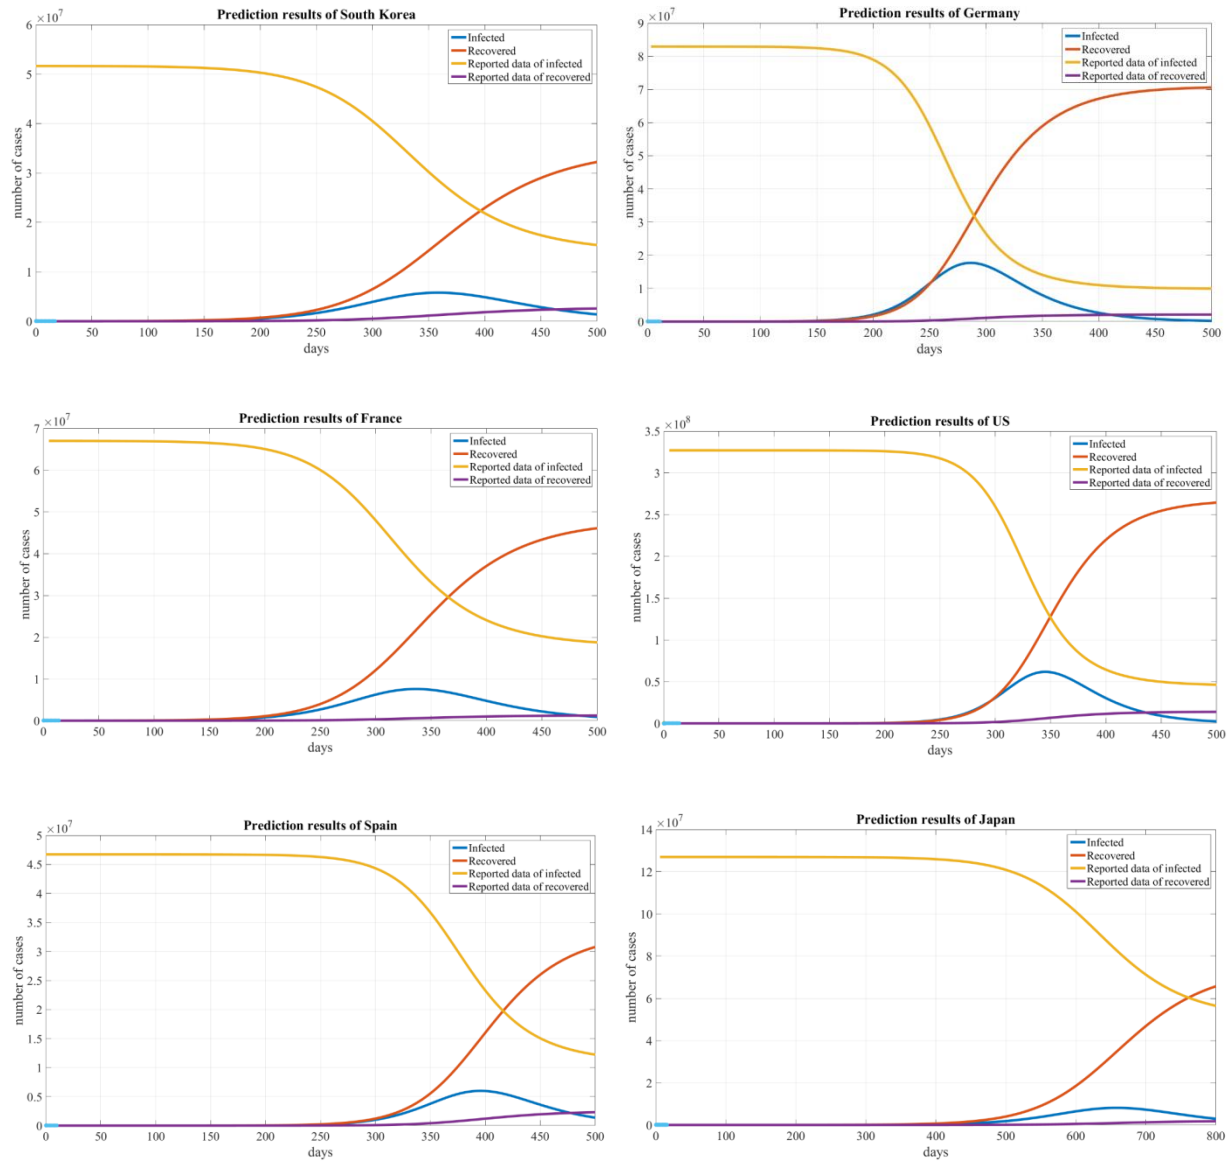 Prediction results of South Korea
×10^7
6
5
4
3
2
1
0
number of cases
0 50 100 150 200 250 300 350 400 450 500
days
Infected
Recovered
Reported data of infected
Reported data of recovered
Prediction results of Germany
×10^7
9
8
7
6
5
4
3
2
1
0
number of cases
0 50 100 150 200 250 300 350 400 450 500
days
Infected
Recovered
Reported data of infected
Reported data of recovered
Prediction results of France
×10^7
7
6
5
4
3
2
1
0
number of cases
0 50 100 150 200 250 300 350 400 450 500
days
Infected
Recovered
Reported data of infected
Reported data of recovered
Prediction results of US
×10^8
3.5
3
2.5
2
1.5
1
0.5
0
number of cases
0 50 100 150 200 250 300 350 400 450 500
days
Infected
Recovered
Reported data of infected
Reported data of recovered
Prediction results of Spain
×10^7
5
4.5
4
3.5
3
2.5
2
1.5
1
0.5
0
number of cases
0 50 100 150 200 250 300 350 400 450 500
days
Infected
Recovered
Reported data of infected
Reported data of recovered
Prediction results of Japan
×10^7
14
12
10
8
6
4
2
0
number of cases
0 100 200 300 400 500 600 700 800
days
Infected
Recovered
Reported data of infected
Reported data of recovered